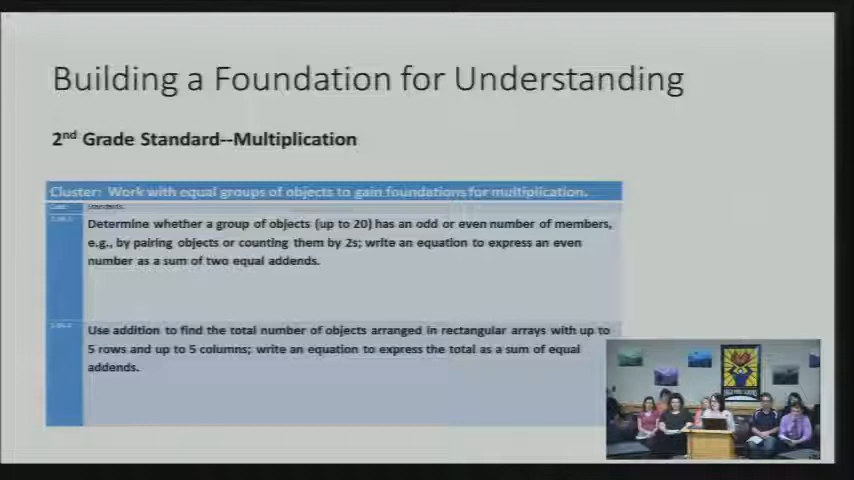 Building a Foundation for Understanding
2nd Grade Standard--Multiplication
Cluster: Work with equal groups of objects to gain foundations for multiplication.
Standards
Determine whether a group of objects (up to 20) has an odd or even number of members,
e.g., by pairing objects or counting them by 2s; write an equation to express an even
number as a sum of two equal addends.
Use addition to find the total number of objects arranged in rectangular arrays with up to
5 rows and up to 5 columns; write an equation to express the total as a sum of equal
addends.